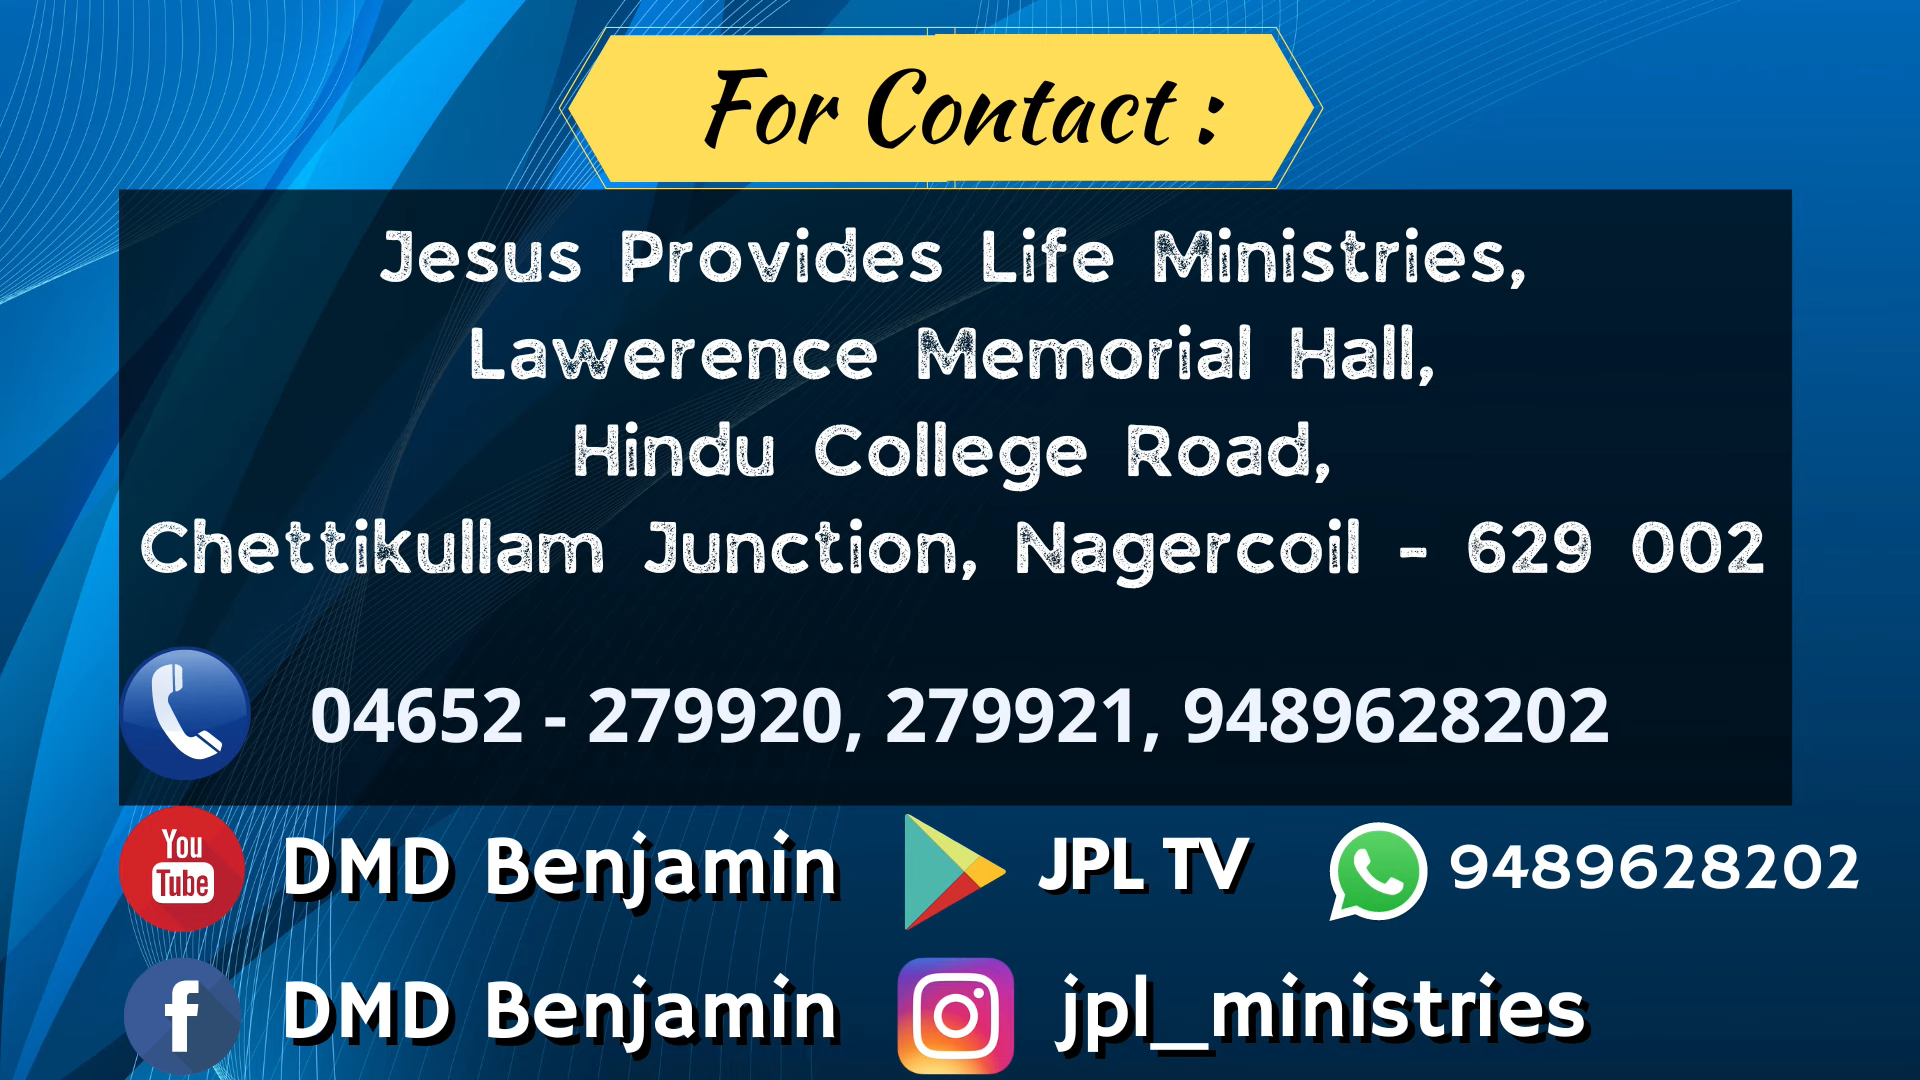 For Contact :
Jesus Provides Life Ministries,
Lawerence Memorial Hall,
Hindu College Road,
Chettikullam Junction, Nagercoil - 629 002
04652 - 279920, 279921, 9489628202
You Tube DMD Benjamin JPL TV 9489628202
f DMD Benjamin jpl_ministries